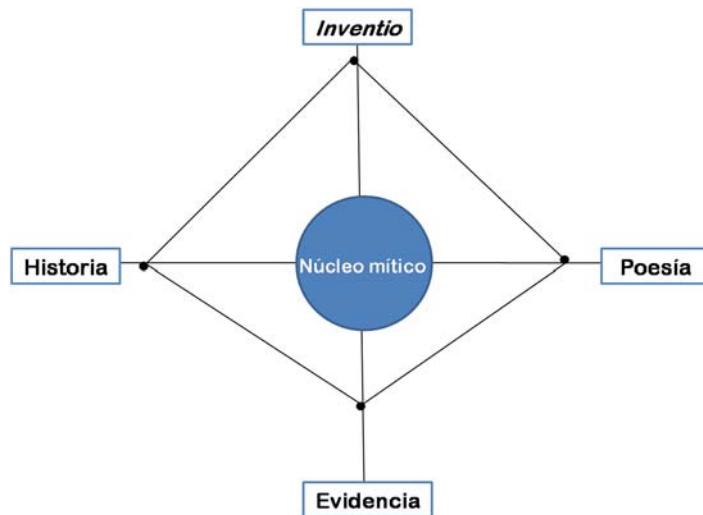 Inventio
Historia
Núcleo mítico
Poesía
Evidencia